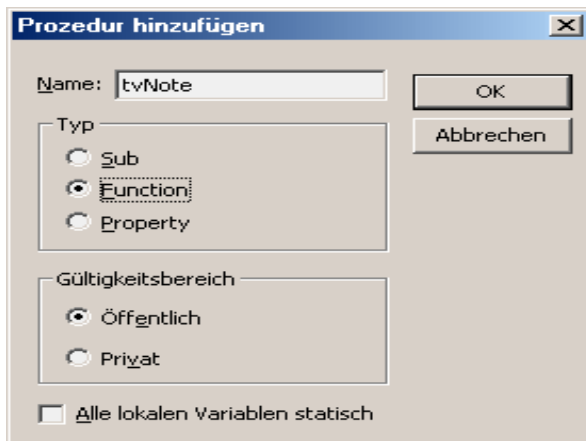 Prozedur hinzufügen
Name: tvNote
OK
Abbrechen
Typ
Sub
Function
Property
Gültigkeitsbereich
Öffentlich
Privat
Alle lokalen Variablen statisch